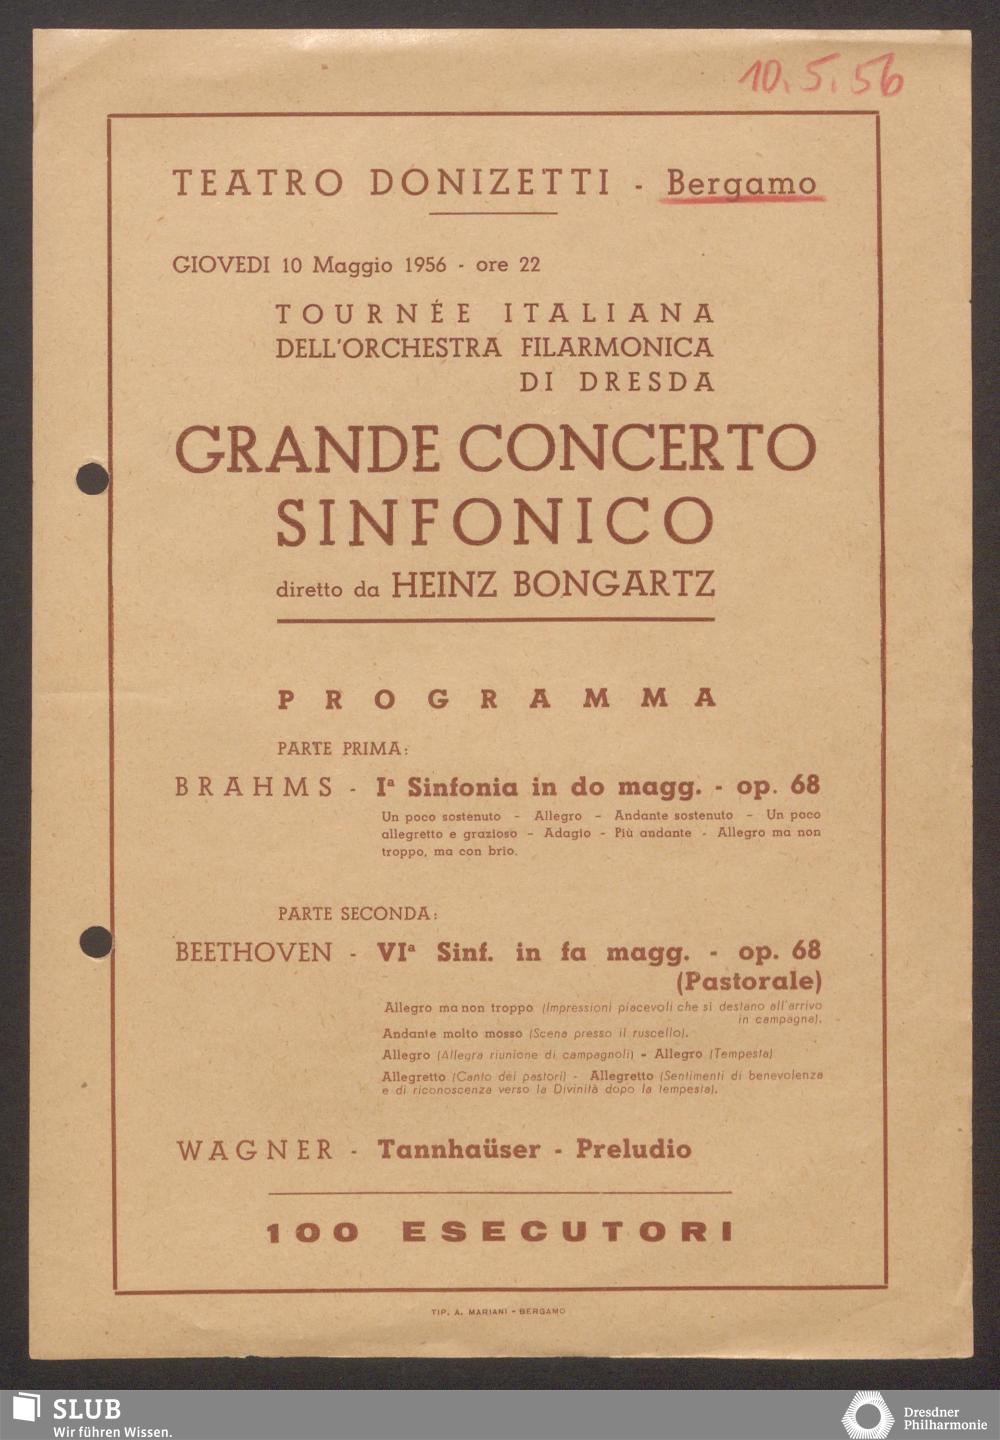 10.5.56
TEATRO DONIZETTI - Bergamo
GIOVEDI 10 Maggio 1956 - ore 22
TOURNÉE ITALIANA
DELL'ORCHESTRA FILARMONICA
DI DRESDA
GRANDE CONCERTO
SINFONICO
diretto da HEINZ BONGARTZ
PROGRAMMA
PARTE PRIMA:
BRAHMS - Iª Sinfonia in do magg. - op. 68
Un poco sostenuto - Allegro - Andante sostenuto - Un poco
allegretto e grazioso - Adagio - Più andante - Allegro ma non
troppo, ma con brio.
PARTE SECONDA:
BEETHOVEN - VIª Sinf. in fa magg. - op. 68
(Pastorale)
Allegro ma non troppo (Impressioni piacevoli che si destano all'arrivo
in campagna).
Andante molto mosso (Scena presso il ruscello).
Allegro (Allegra riunione di campagnoli) - Allegro (Tempesta)
Allegretto (Canto dei pastori) - Allegretto (Sentimenti di benevolenza
e di riconoscenza verso la Divinità dopo la tempesta).
WAGNER - Tannhaüser - Preludio
100 ESECUTORI
TIP. A. MARIANI - BERGAMO
SLUB
Wir führen Wissen.
Dresdner
Philharmonie